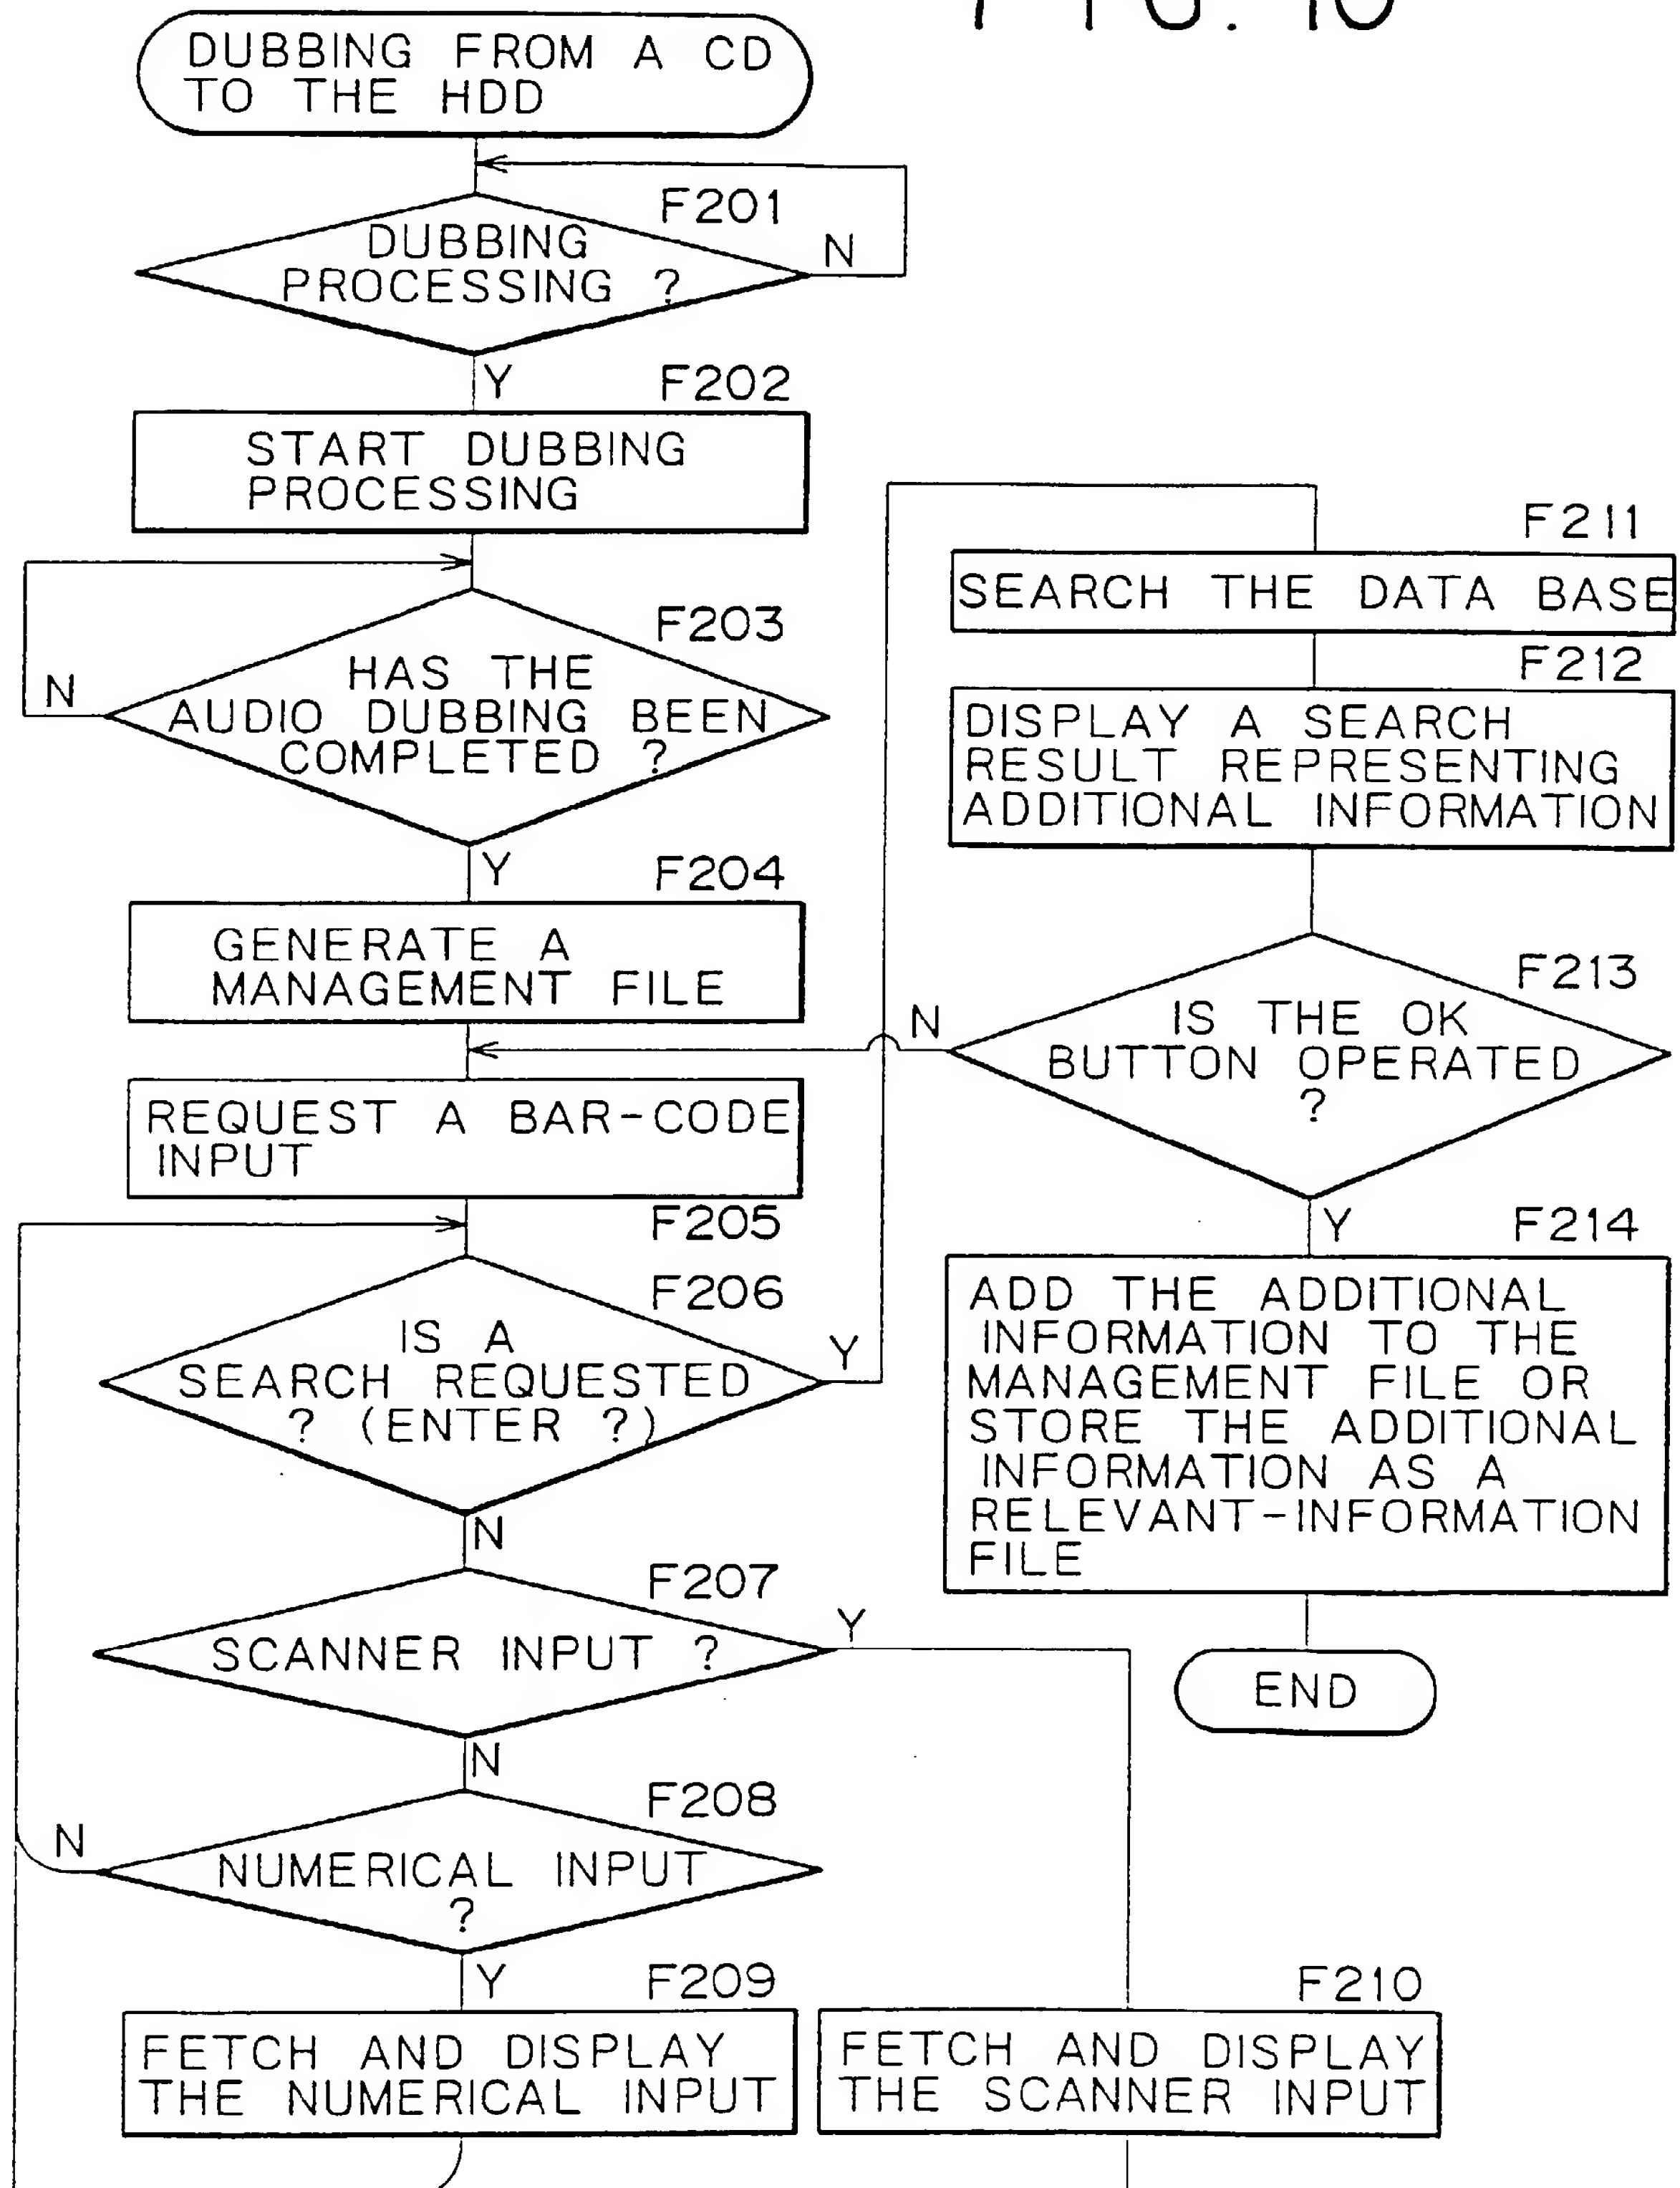 FIG. 10
DUBBING FROM A CD
TO THE HDD
F201
DUBBING
PROCESSING ?
N
Y
F202
START DUBBING
PROCESSING
F203
HAS THE
AUDIO DUBBING BEEN
COMPLETED ?
N
Y
F204
GENERATE A
MANAGEMENT FILE
REQUEST A BAR-CODE
INPUT
F205
F206
IS A
SEARCH REQUESTED
? (ENTER ?)
Y
N
F207
SCANNER INPUT ?
Y
N
F208
NUMERICAL INPUT
?
N
Y
F209
FETCH AND DISPLAY
THE NUMERICAL INPUT
F210
FETCH AND DISPLAY
THE SCANNER INPUT
F211
SEARCH THE DATA BASE
F212
DISPLAY A SEARCH
RESULT REPRESENTING
ADDITIONAL INFORMATION
F213
IS THE OK
BUTTON OPERATED
?
N
Y
F214
ADD THE ADDITIONAL
INFORMATION TO THE
MANAGEMENT FILE OR
STORE THE ADDITIONAL
INFORMATION AS A
RELEVANT-INFORMATION
FILE
END